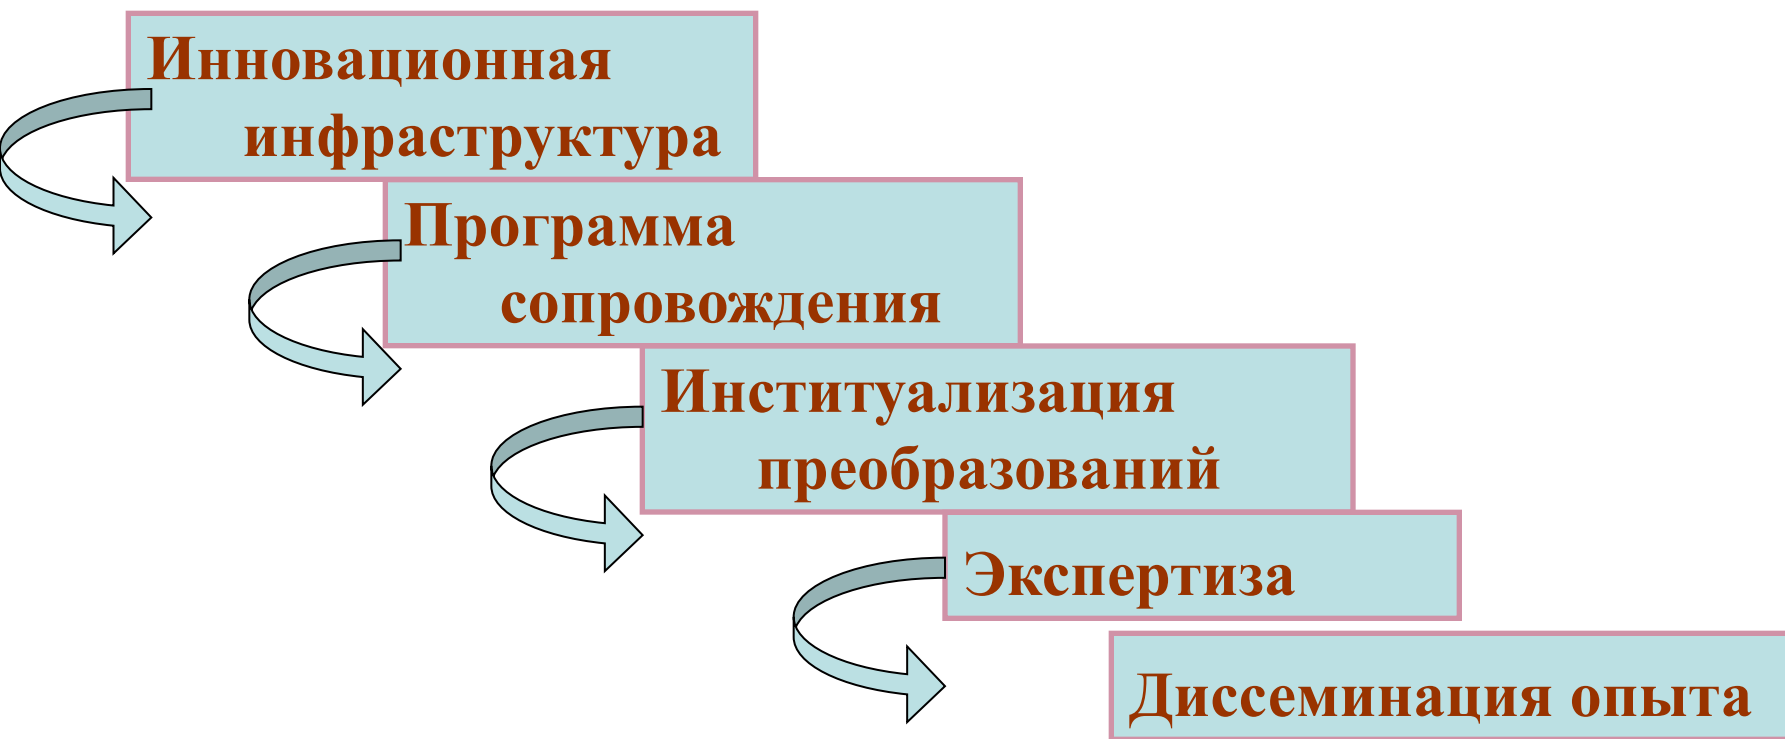 Инновационная
инфраструктура
Программа
сопровождения
Институализация
преобразований
Экспертиза
Диссеминация опыта